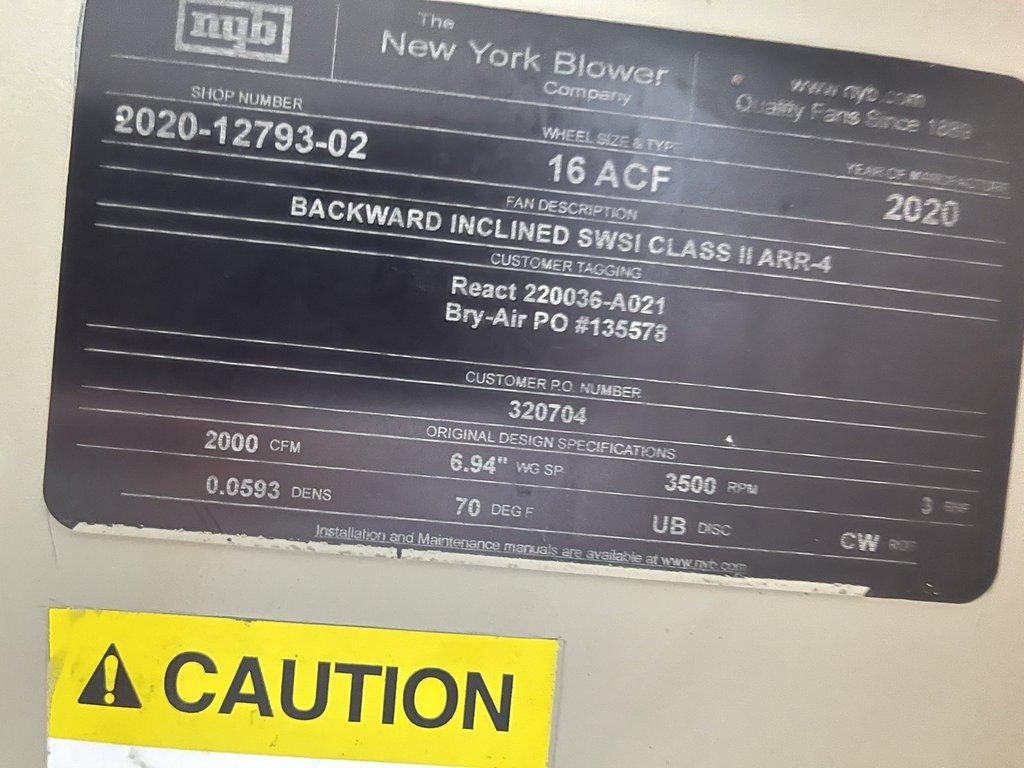 nyb
The
New York Blower
Company
www.nyb.com
Quality Fans Since 1889
SHOP NUMBER
2020-12793-02
WHEEL SIZE & TYPE
16 ACF
YEAR OF MANUFACTURE
2020
FAN DESCRIPTION
BACKWARD INCLINED SWSI CLASS II ARR-4
CUSTOMER TAGGING
React 220036-A021
Bry-Air PO #135578
CUSTOMER P.O. NUMBER
320704
ORIGINAL DESIGN SPECIFICATIONS
2000 CFM 6.94" WG SP 3500 RPM 3 BHP
0.0593 DENS 70 DEG F UB DISC CW ROT
Installation and Maintenance manuals are available at www.nyb.com
CAUTION